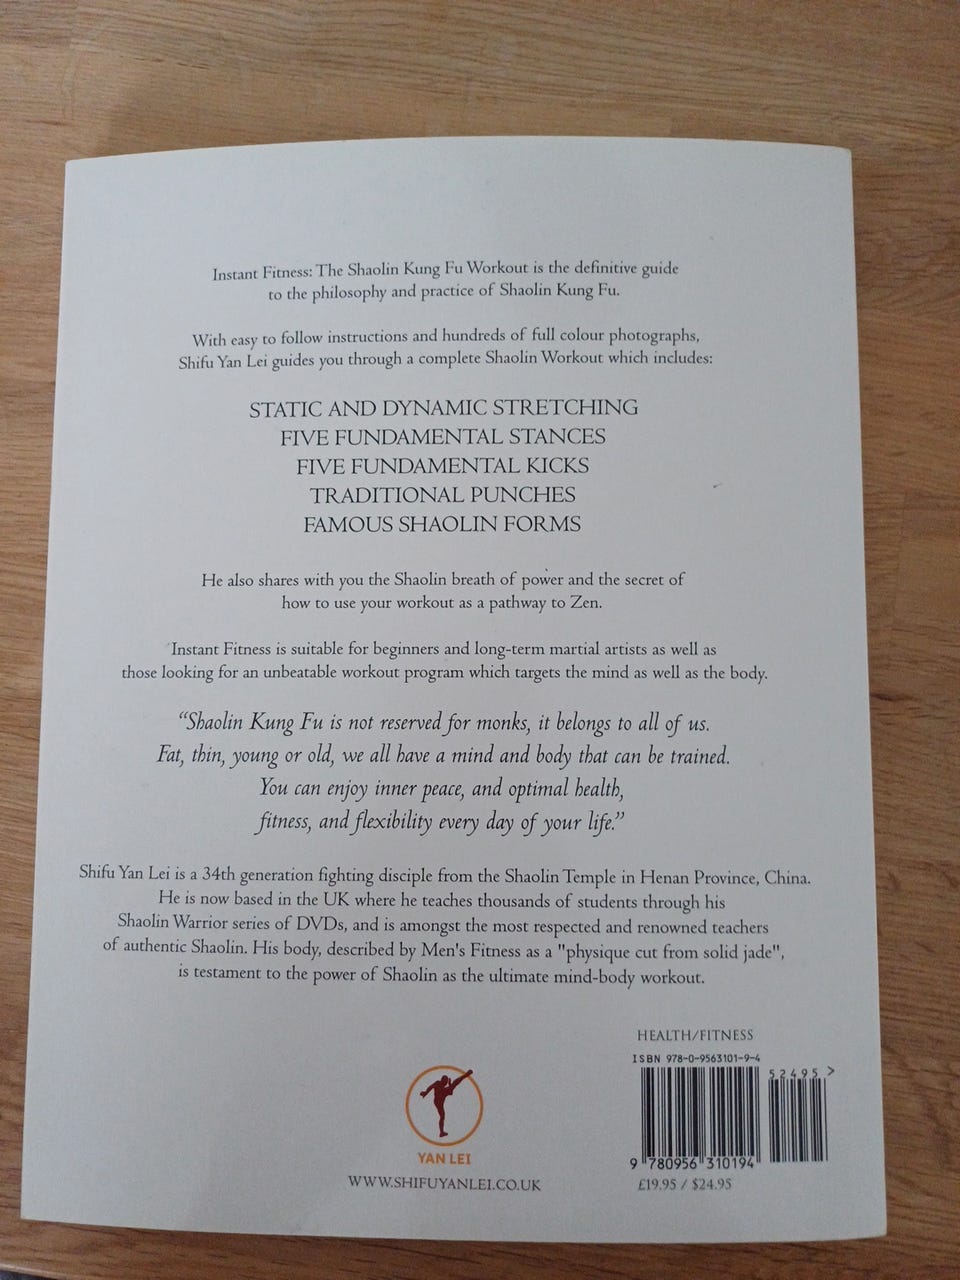 Instant Fitness: The Shaolin Kung Fu Workout is the definitive guide
to the philosophy and practice of Shaolin Kung Fu.
With easy to follow instructions and hundreds of full colour photographs,
Shifu Yan Lei guides you through a complete Shaolin Workout which includes:
STATIC AND DYNAMIC STRETCHING
FIVE FUNDAMENTAL STANCES
FIVE FUNDAMENTAL KICKS
TRADITIONAL PUNCHES
FAMOUS SHAOLIN FORMS
He also shares with you the Shaolin breath of power and the secret of
how to use your workout as a pathway to Zen.
Instant Fitness is suitable for beginners and long-term martial artists as well as
those looking for an unbeatable workout program which targets the mind as well as the body.
“Shaolin Kung Fu is not reserved for monks, it belongs to all of us.
Fat, thin, young or old, we all have a mind and body that can be trained.
You can enjoy inner peace, and optimal health,
fitness, and flexibility every day of your life.”
Shifu Yan Lei is a 34th generation fighting disciple from the Shaolin Temple in Henan Province, China.
He is now based in the UK where he teaches thousands of students through his
Shaolin Warrior series of DVDs, and is amongst the most respected and renowned teachers
of authentic Shaolin. His body, described by Men's Fitness as a "physique cut from solid jade",
is testament to the power of Shaolin as the ultimate mind-body workout.
HEALTH/FITNESS
ISBN 978-0-9563101-9-4
52495 >
9 780956 310194
£19.95 / $24.95
YAN LEI
WWW.SHIFUYANLEI.CO.UK